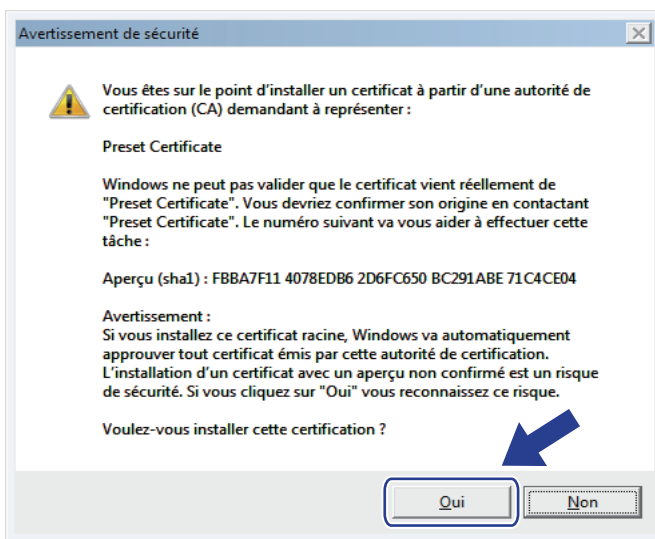 Avertissement de sécurité
Vous êtes sur le point d'installer un certificat à partir d'une autorité de
certification (CA) demandant à représenter :
Preset Certificate
Windows ne peut pas valider que le certificat vient réellement de
"Preset Certificate". Vous devriez confirmer son origine en contactant
"Preset Certificate". Le numéro suivant va vous aider à effectuer cette
tâche :
Aperçu (sha1) : FBBA7F11 4078EDB6 2D6FC650 BC291ABE 71C4CE04
Avertissement :
Si vous installez ce certificat racine, Windows va automatiquement
approuver tout certificat émis par cette autorité de certification.
L'installation d'un certificat avec un aperçu non confirmé est un risque
de sécurité. Si vous cliquez sur "Oui" vous reconnaissez ce risque.
Voulez-vous installer cette certification ?
Oui
Non